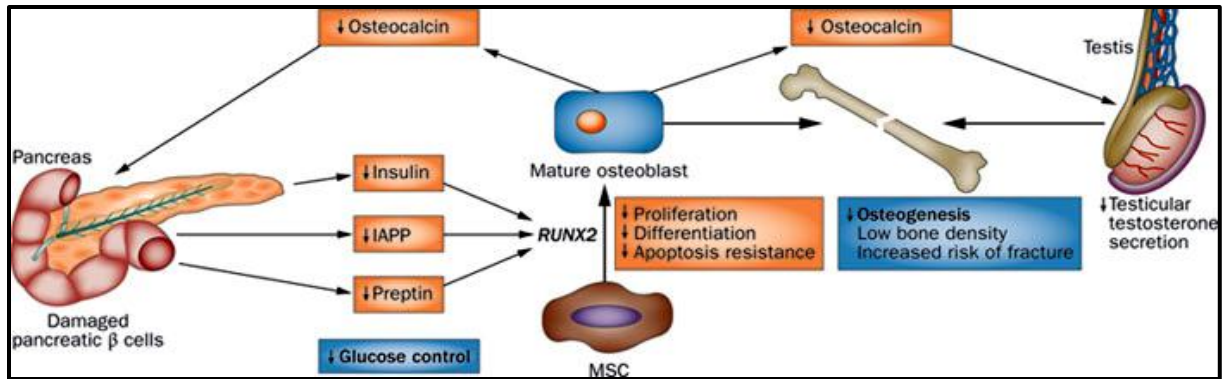 ↓ Osteocalcin
↓ Osteocalcin
Testis
Pancreas
↓Insulin
↓IAPP
↓Preptin
RUNX2
Mature osteoblast
↓ Proliferation
↓ Differentiation
↓ Apoptosis resistance
↓Osteogenesis
Low bone density
Increased risk of fracture
↓Testicular
testosterone
secretion
Damaged
pancreatic β cells
↓Glucose control
MSC